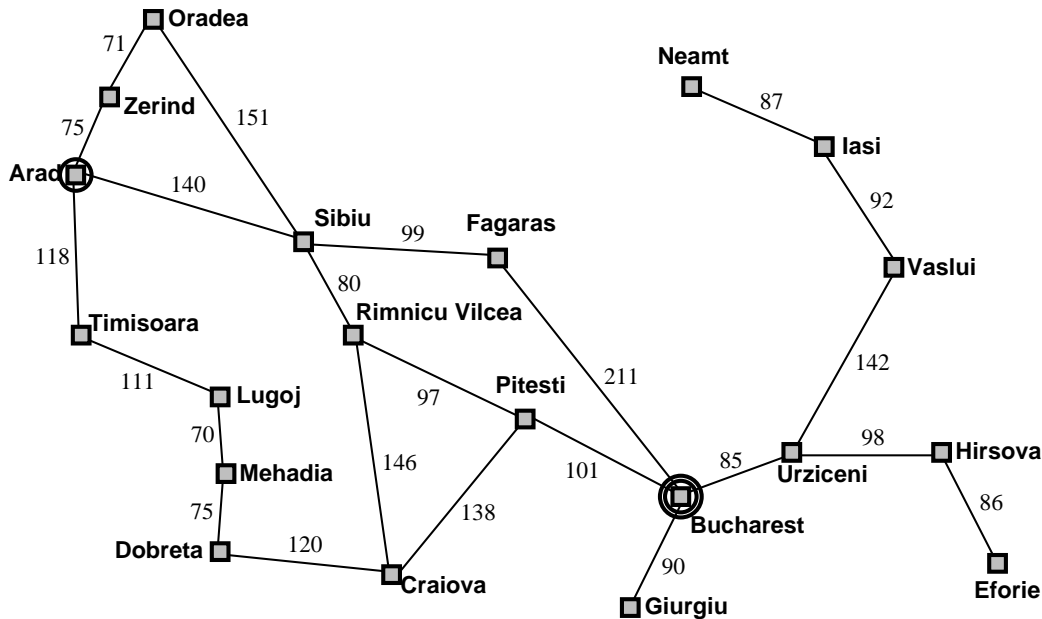 Oradea
71
Neamt
87
Zerind
151
75
Iasi
Arad
140
92
Sibiu
Fagaras
99
118
Vaslui
80
Timisoara
Rimnicu Vilcea
142
111
211
Lugoj
97
Pitesti
70
98
Hirsova
146
101
85
Urziceni
Mehadia
86
75
138
Bucharest
Dobreta
120
90
Craiova
Eforie
Giurgiu